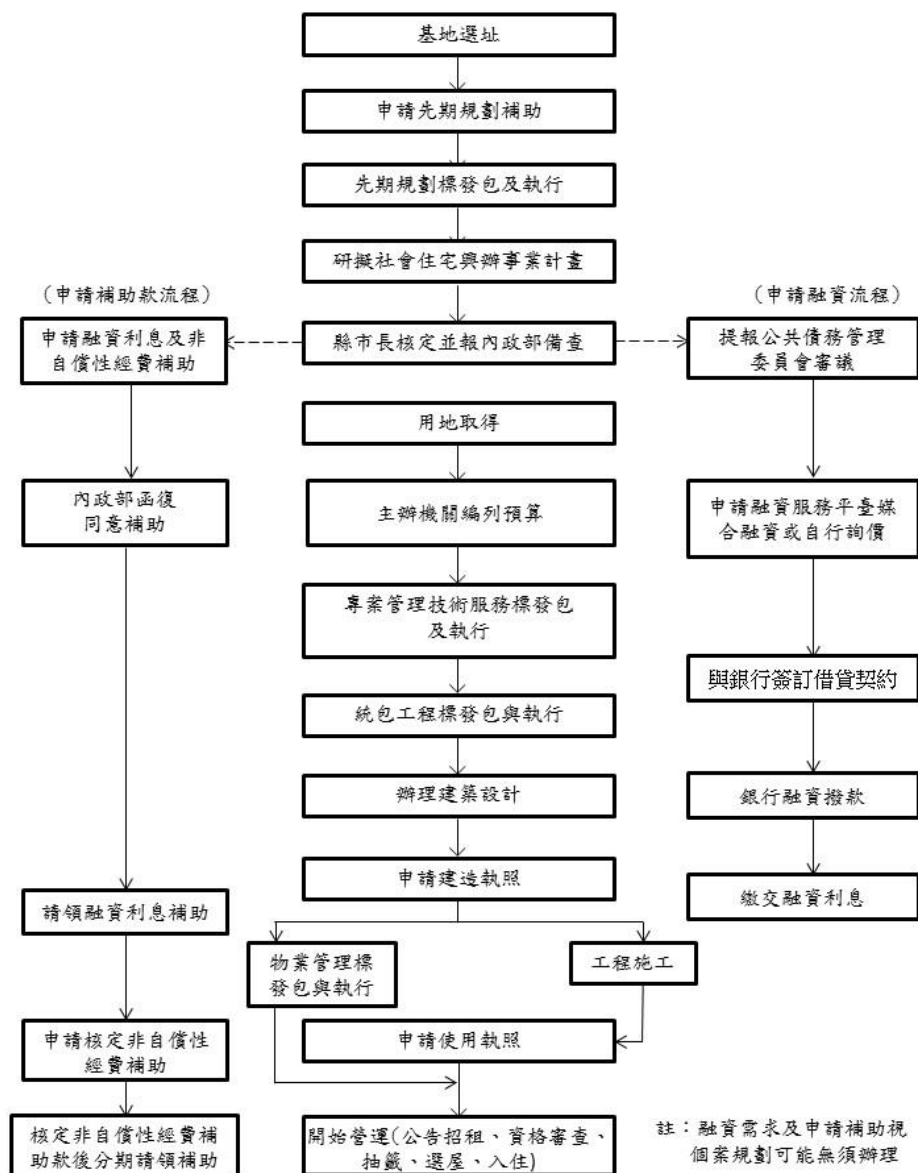 基地選址
申請先期規劃補助
先期規劃標發包及執行
研擬社會住宅興辦事業計畫
(申請補助款流程)
(申請融資流程)
申請融資利息及非
自償性經費補助
縣市長核定並報內政部備查
提報公共債務管理
委員會審議
用地取得
內政部函復
同意補助
主辦機關編列預算
申請融資服務平臺媒
合融資或自行詢價
專案管理技術服務標發包
及執行
與銀行簽訂借貸契約
統包工程標發包與執行
辦理建築設計
銀行融資撥款
申請建造執照
請領融資利息補助
繳交融資利息
物業管理標
發包與執行
工程施工
申請核定非自償性
經費補助
申請使用執照
核定非自償性經費補
助款後分期請領補助
開始營運(公告招租、資格審查、
抽籤、選屋、入住)
註：融資需求及申請補助視
個案規劃可能無須辦理